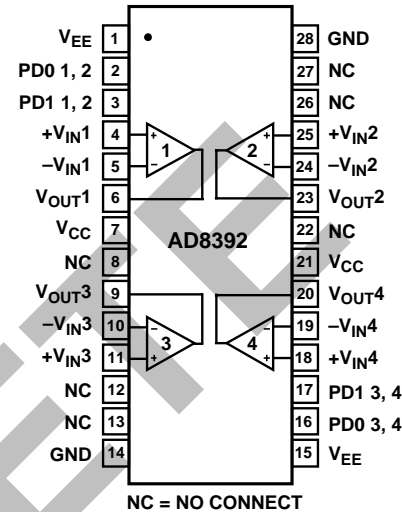 VEE 1 28 GND
PD0 1, 2 2 27 NC
PD1 1, 2 3 26 NC
+VIN1 4 + 25 +VIN2
1 2
–VIN1 5 – 24 –VIN2
VOUT1 6 23 VOUT2
VCC 7 22 NC
AD8392
NC 8 21 VCC
VOUT3 9 20 VOUT4
–VIN3 10 – 19 –VIN4
3 4
+VIN3 11 + 18 +VIN4
NC 12 17 PD1 3, 4
NC 13 16 PD0 3, 4
GND 14 15 VEE
NC = NO CONNECT